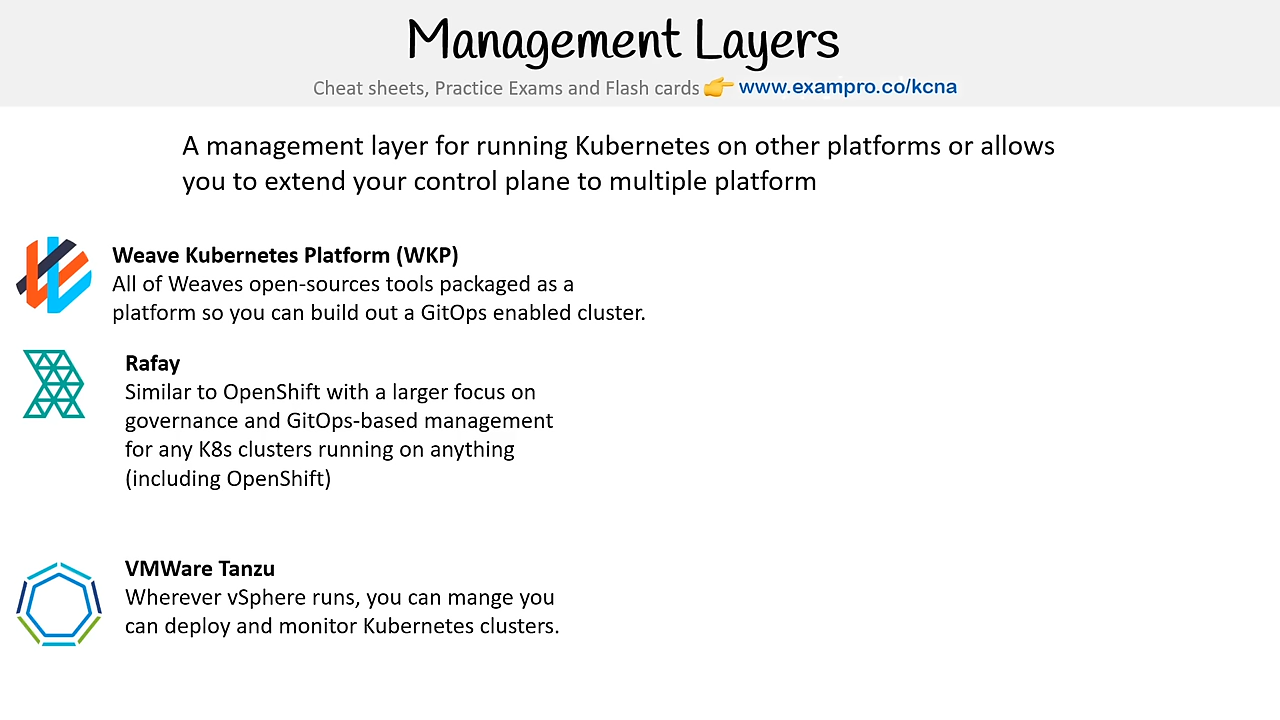 Management Layers
Cheat sheets, Practice Exams and Flash cards 👉 www.exampro.co/kcna
A management layer for running Kubernetes on other platforms or allows
you to extend your control plane to multiple platform
Weave Kubernetes Platform (WKP)
All of Weaves open-sources tools packaged as a
platform so you can build out a GitOps enabled cluster.
Rafay
Similar to OpenShift with a larger focus on
governance and GitOps-based management
for any K8s clusters running on anything
(including OpenShift)
VMWare Tanzu
Wherever vSphere runs, you can mange you
can deploy and monitor Kubernetes clusters.